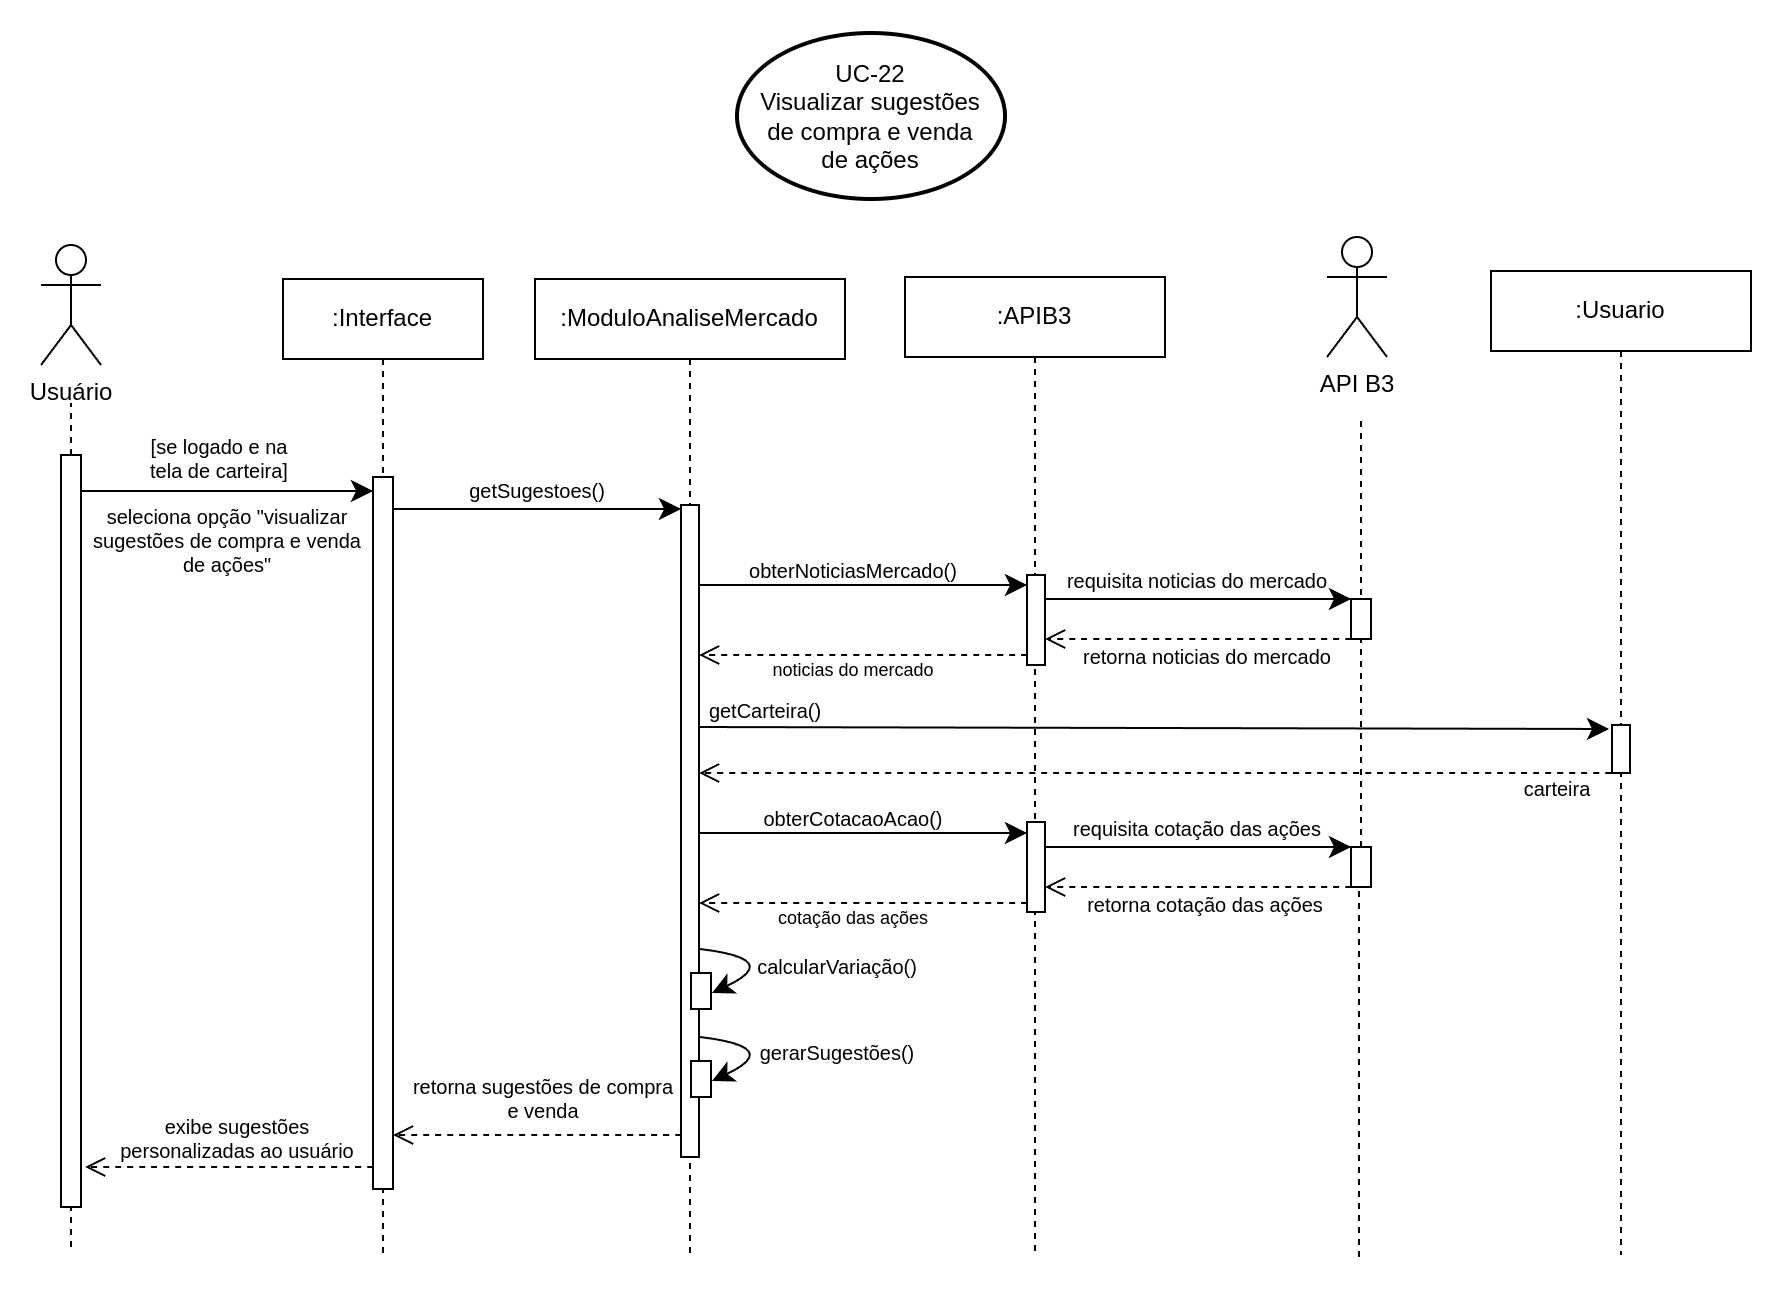 UC-22
Visualizar sugestões
de compra e venda
de ações
Usuário
:Interface
:ModuloAnaliseMercado
:APIB3
API B3
:Usuario
[se logado e na
tela de carteira]
seleciona opção "visualizar
sugestões de compra e venda
de ações"
getSugestoes()
obterNoticiasMercado()
requisita noticias do mercado
retorna noticias do mercado
noticias do mercado
getCarteira()
carteira
obterCotacaoAcao()
requisita cotação das ações
retorna cotação das ações
cotação das ações
calcularVariação()
gerarSugestões()
retorna sugestões de compra
e venda
exibe sugestões
personalizadas ao usuário